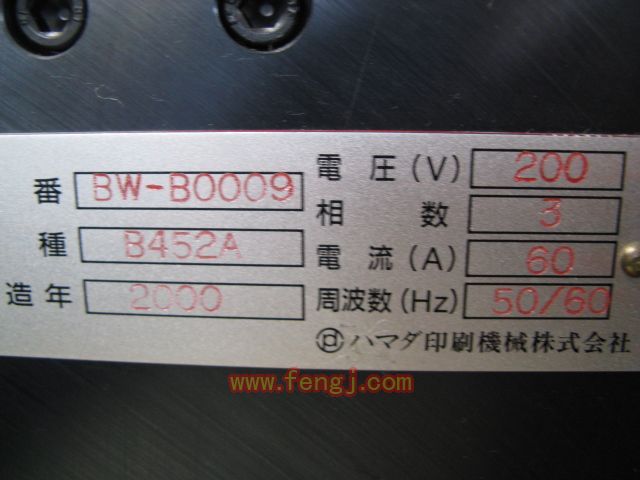 番 BW-B0009
種 B452A
造年 2000
電圧(V) 200
相数 3
電流(A) 60
周波数(Hz) 50/60
ハマダ印刷機械株式会社
www.fengj.com